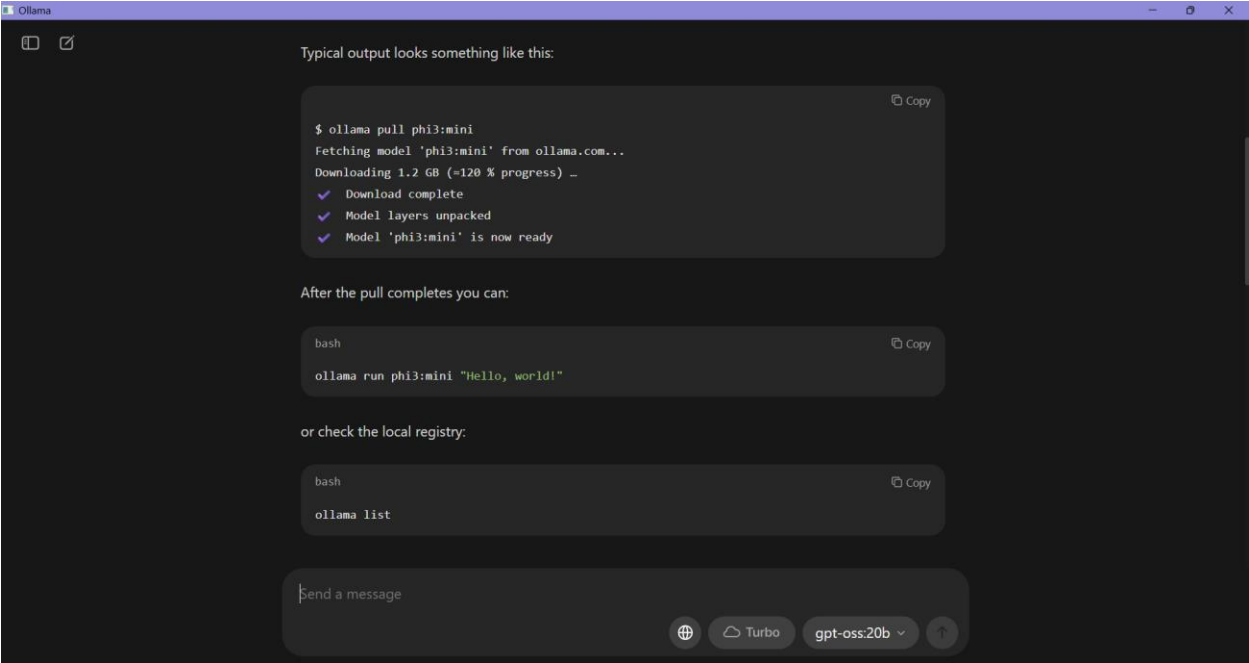 Ollama
Typical output looks something like this:
Copy
$ ollama pull phi3:mini
Fetching model 'phi3:mini' from ollama.com...
Downloading 1.2 GB (≈120 % progress) …
✔ Download complete
✔ Model layers unpacked
✔ Model 'phi3:mini' is now ready
After the pull completes you can:
bash
Copy
ollama run phi3:mini "Hello, world!"
or check the local registry:
bash
Copy
ollama list
Send a message
Turbo
gpt-oss:20b